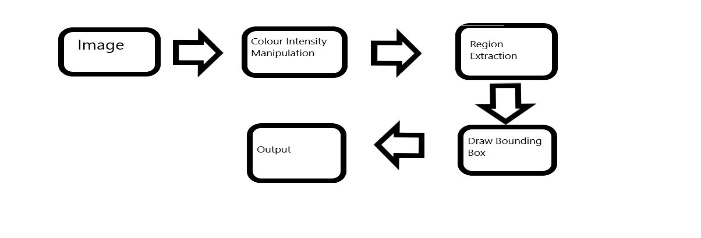 Image
Colour Intensity
Manipulation
Region
Extraction
Draw Bounding
Box
Output